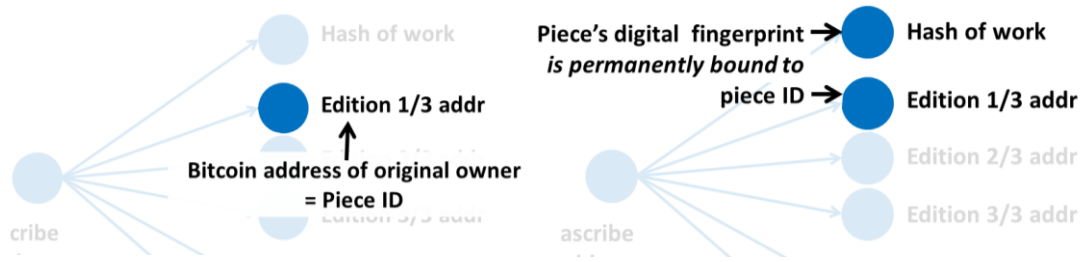 Hash of work
Edition 1/3 addr
Bitcoin address of original owner
= Piece ID
Edition 3/3 addr
cribe
Piece's digital fingerprint
is permanently bound to
piece ID
Hash of work
Edition 1/3 addr
Edition 2/3 addr
Edition 3/3 addr
ascribe